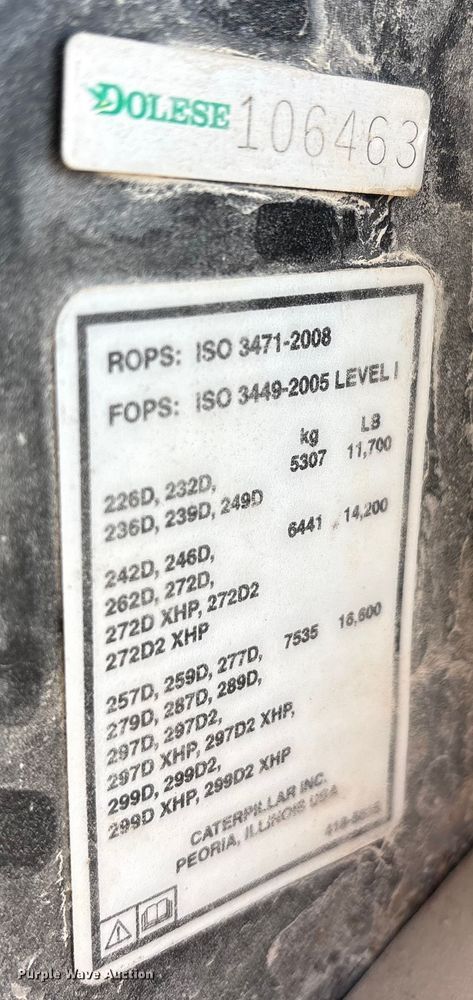 DOLESE 106463
ROPS: ISO 3471-2008
FOPS: ISO 3449-2005 LEVEL I
kg LB
226D, 232D, 5307 11,700
236D, 239D, 249D
242D, 246D, 6441 14,200
262D, 272D,
272D XHP, 272D2
272D2 XHP
257D, 259D, 277D, 7535 16,600
279D, 287D, 289D,
297D, 297D2,
297D XHP, 297D2 XHP,
299D, 299D2,
299D XHP, 299D2 XHP
CATERPILLAR INC.
PEORIA, ILLINOIS USA
Purple Wave Auction